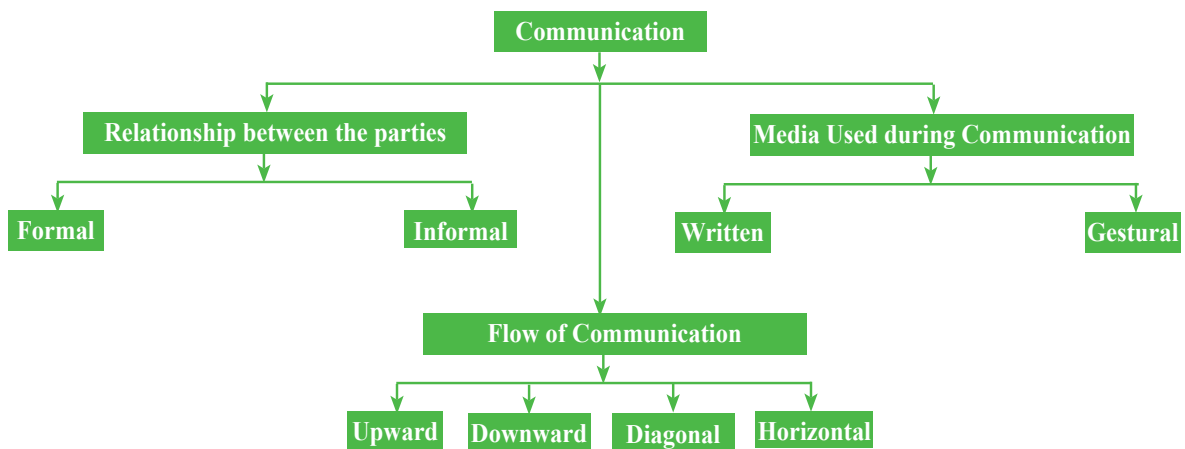 Communication
Relationship between the parties
Media Used during Communication
Formal
Informal
Written
Gestural
Flow of Communication
Upward
Downward
Diagonal
Horizontal